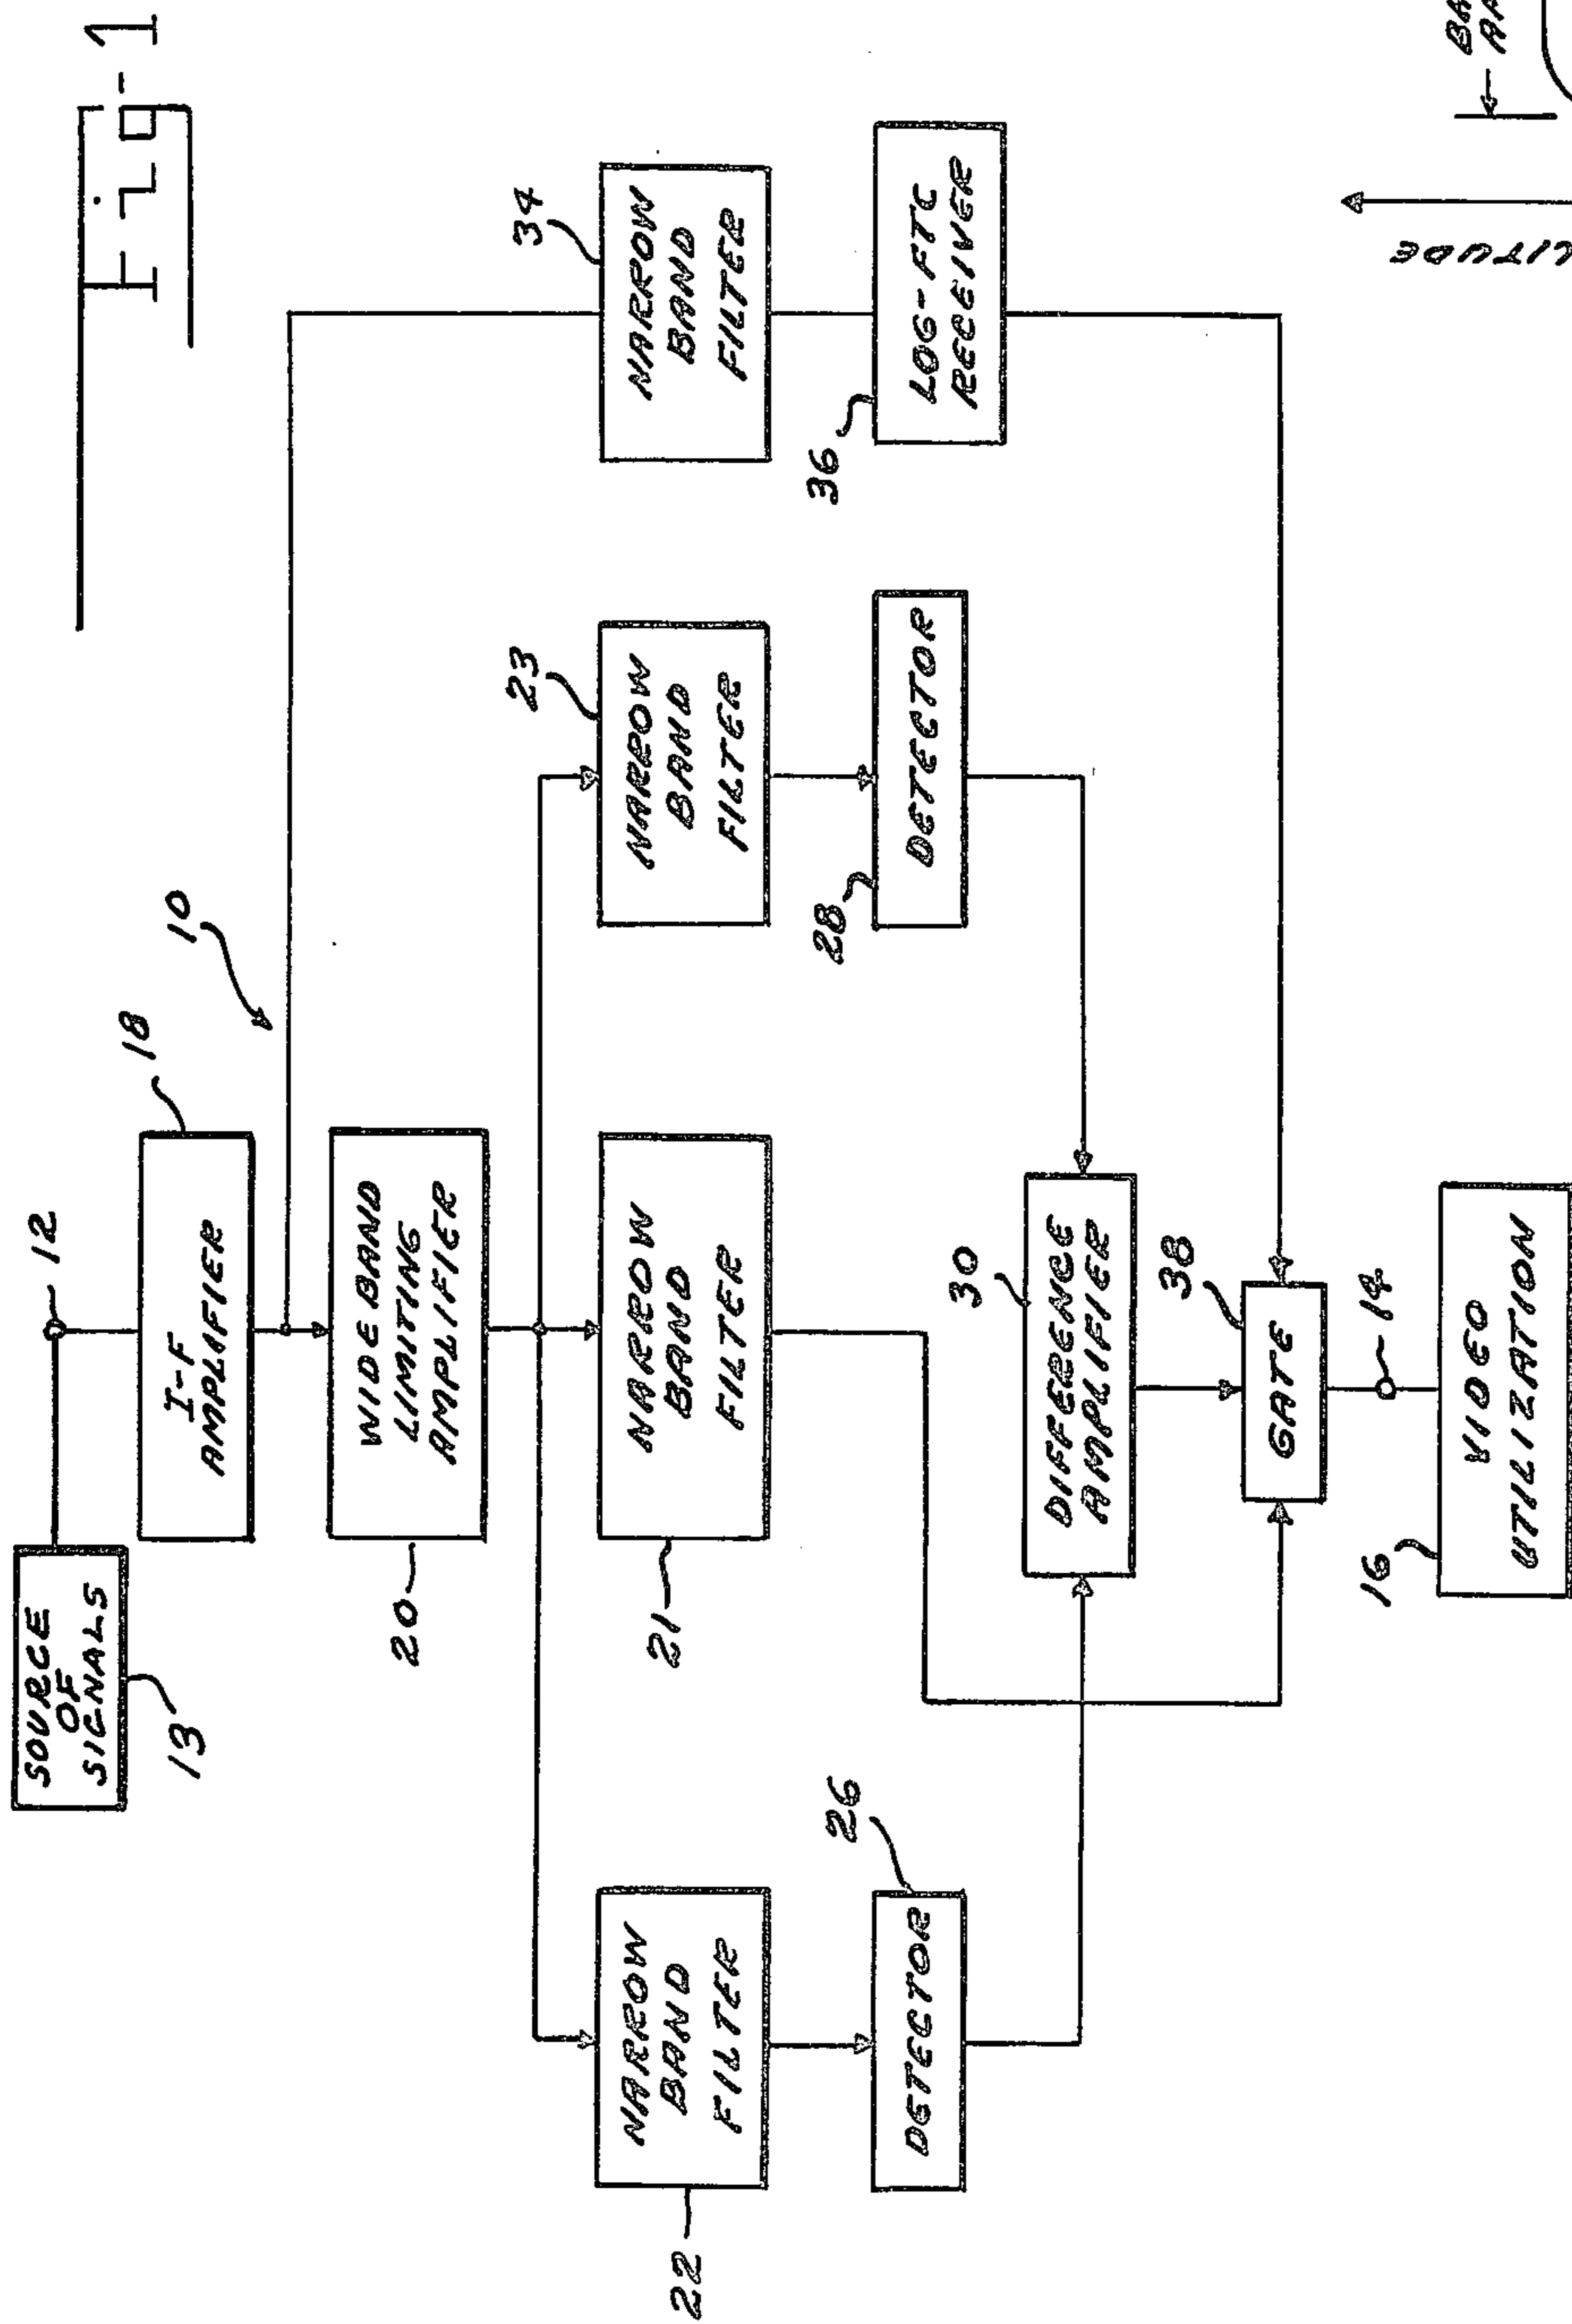 Fig-1
SOURCE
OF
SIGNALS
13
12
I-F
AMPLIFIER
18
10
WIDE BAND
LIMITING
AMPLIFIER
20
NARROW
BAND
FILTER
22
NARROW
BAND
FILTER
21
NARROW
BAND
FILTER
23
NARROW
BAND
FILTER
34
DETECTOR
26
DETECTOR
28
LOG-FTC
RECEIVER
36
DIFFERENCE
AMPLIFIER
30
GATE
38
14
VIDEO
UTILIZATION
16